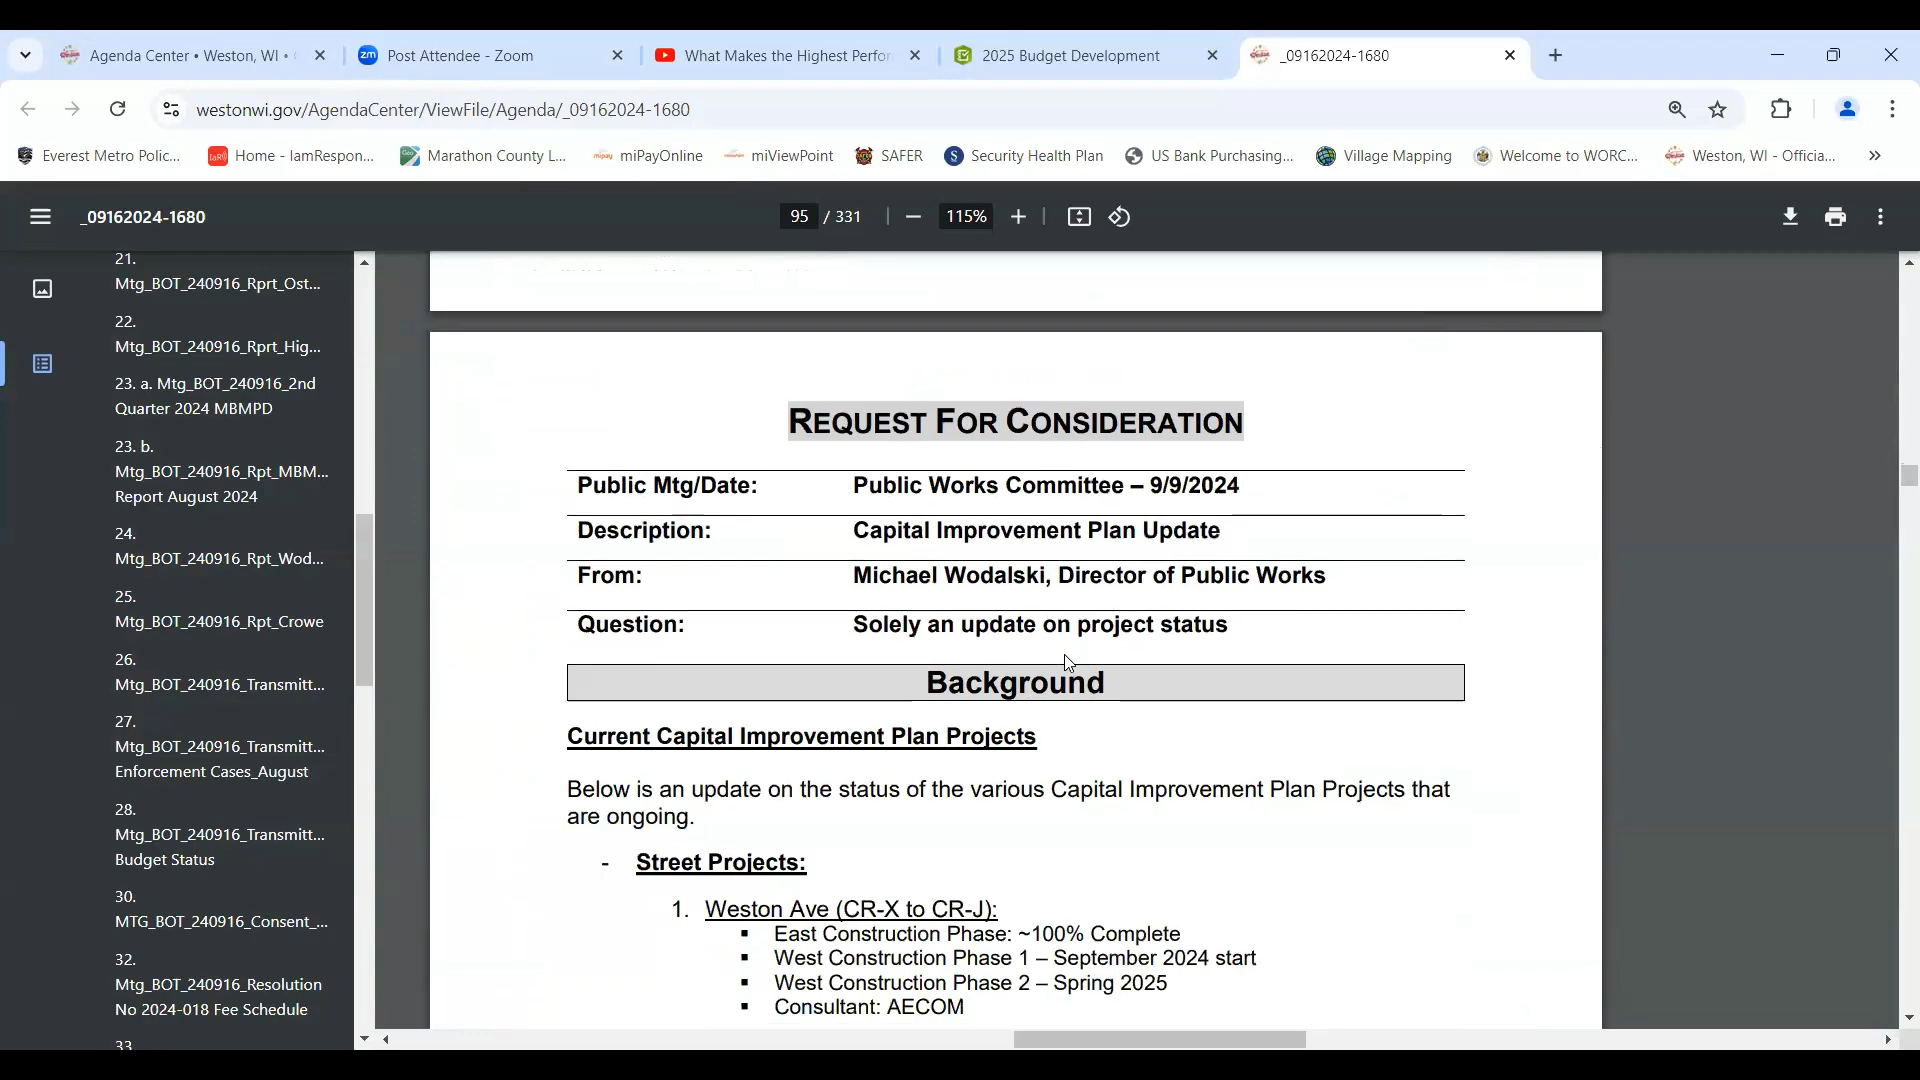 Agenda Center • Weston, WI •
Post Attendee - Zoom
What Makes the Highest Perfor
2025 Budget Development
_09162024-1680
westonwi.gov/AgendaCenter/ViewFile/Agenda/_09162024-1680
Everest Metro Polic...
Home - IamRespon...
Marathon County L...
miPayOnline
miViewPoint
SAFER
Security Health Plan
US Bank Purchasing...
Village Mapping
Welcome to WORC...
Weston, WI - Officia...
_09162024-1680
95 / 331
115%
21.
Mtg_BOT_240916_Rprt_Ost...
22.
Mtg_BOT_240916_Rprt_Hig...
23. a. Mtg_BOT_240916_2nd
Quarter 2024 MBMPD
23. b.
Mtg_BOT_240916_Rpt_MBM...
Report August 2024
24.
Mtg_BOT_240916_Rpt_Wod...
25.
Mtg_BOT_240916_Rpt_Crowe
26.
Mtg_BOT_240916_Transmitt...
27.
Mtg_BOT_240916_Transmitt...
Enforcement Cases_August
28.
Mtg_BOT_240916_Transmitt...
Budget Status
30.
MTG_BOT_240916_Consent_...
32.
Mtg_BOT_240916_Resolution
No 2024-018 Fee Schedule
33.
REQUEST FOR CONSIDERATION
Public Mtg/Date: Public Works Committee – 9/9/2024
Description: Capital Improvement Plan Update
From: Michael Wodalski, Director of Public Works
Question: Solely an update on project status
Background
Current Capital Improvement Plan Projects
Below is an update on the status of the various Capital Improvement Plan Projects that
are ongoing.
- Street Projects:
1. Weston Ave (CR-X to CR-J):
▪ East Construction Phase: ~100% Complete
▪ West Construction Phase 1 – September 2024 start
▪ West Construction Phase 2 – Spring 2025
▪ Consultant: AECOM